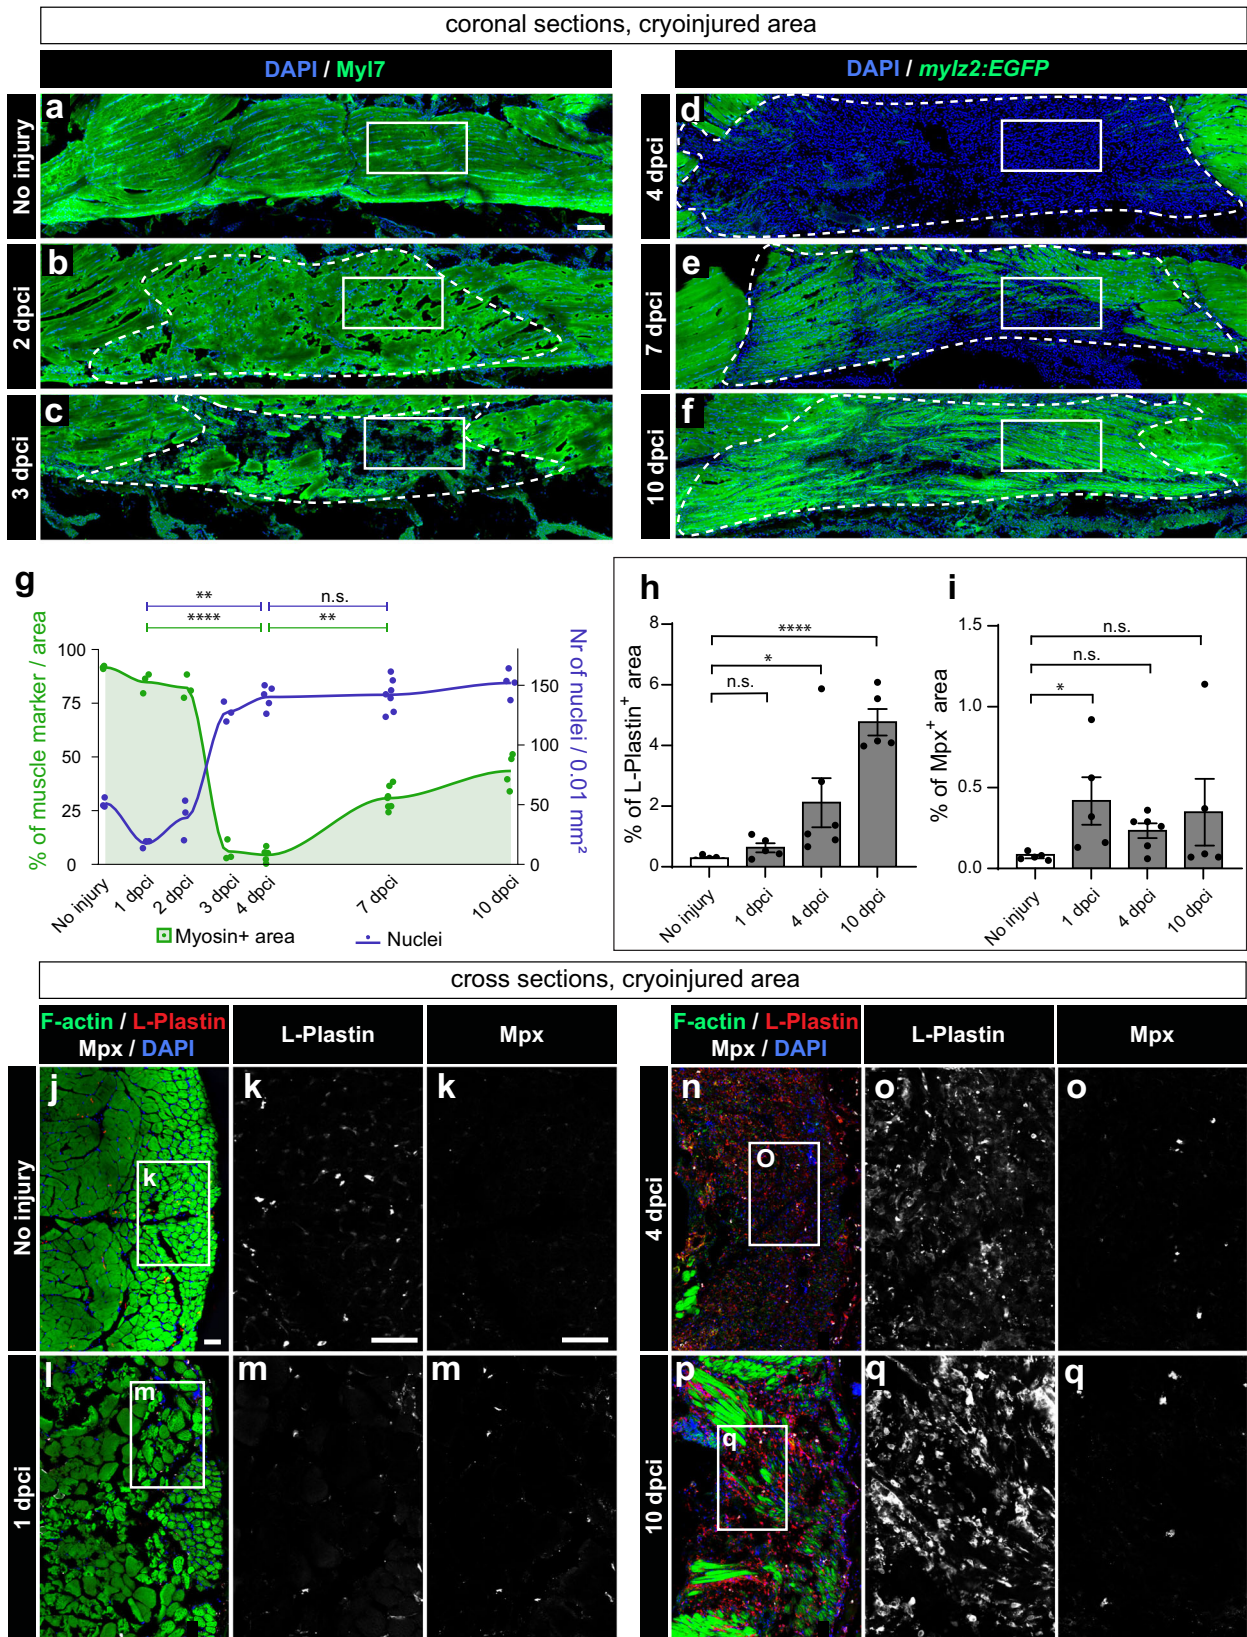 coronal sections, cryoinjured area
DAPI / Myl7
DAPI / mylz2:EGFP
No injury
a
2 dpci
b
3 dpci
c
4 dpci
d
7 dpci
e
10 dpci
f
g
**
n.s.
****
**
% of muscle marker / area
100
75
50
25
0
Nr of nuclei / 0.01 mm²
150
100
50
0
No injury
1 dpci
2 dpci
3 dpci
4 dpci
7 dpci
10 dpci
Myosin+ area
Nuclei
h
% of L-Plastin+ area
8
6
4
2
0
****
*
n.s.
No injury
1 dpci
4 dpci
10 dpci
i
% of Mpx+ area
1.5
1.0
0.5
0.0
n.s.
n.s.
*
No injury
1 dpci
4 dpci
10 dpci
cross sections, cryoinjured area
F-actin / L-Plastin
Mpx / DAPI
L-Plastin
Mpx
F-actin / L-Plastin
Mpx / DAPI
L-Plastin
Mpx
No injury
j
k
k
k
1 dpci
l
m
m
m
4 dpci
n
O
o
o
10 dpci
p
q
q
q